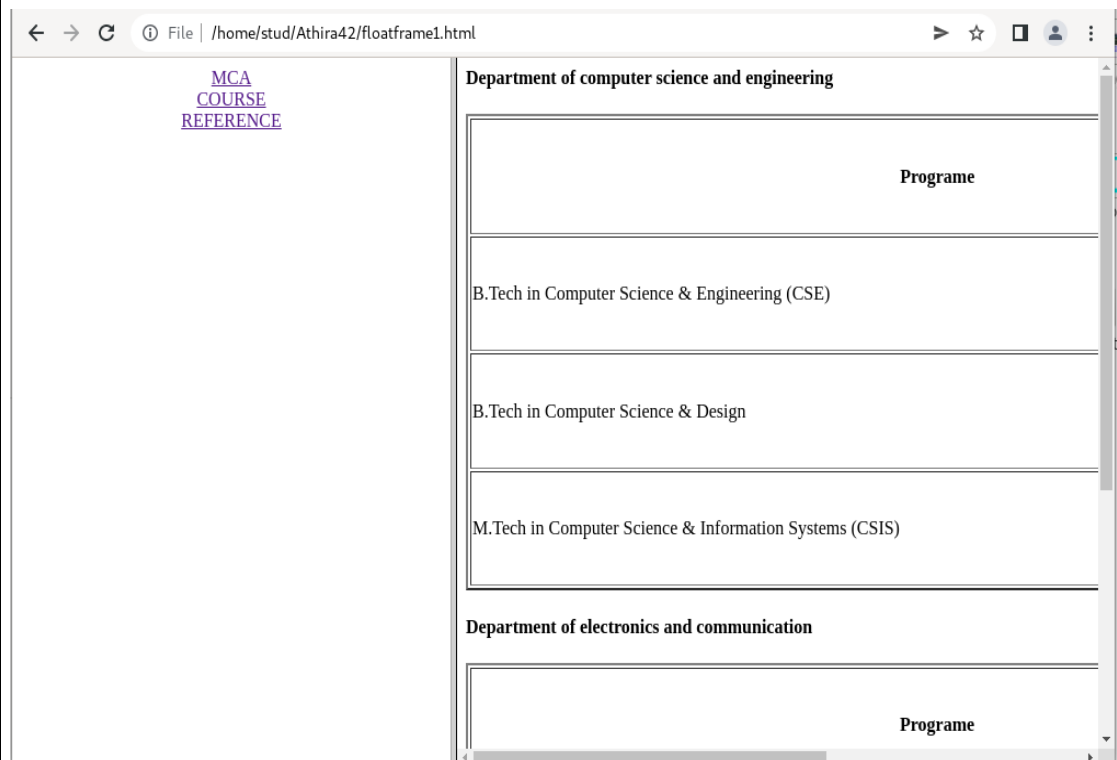 File | /home/stud/Athira42/floatframe1.html
MCA
COURSE
REFERENCE
Department of computer science and engineering
Programe
B.Tech in Computer Science & Engineering (CSE)
B.Tech in Computer Science & Design
M.Tech in Computer Science & Information Systems (CSIS)
Department of electronics and communication
Programe